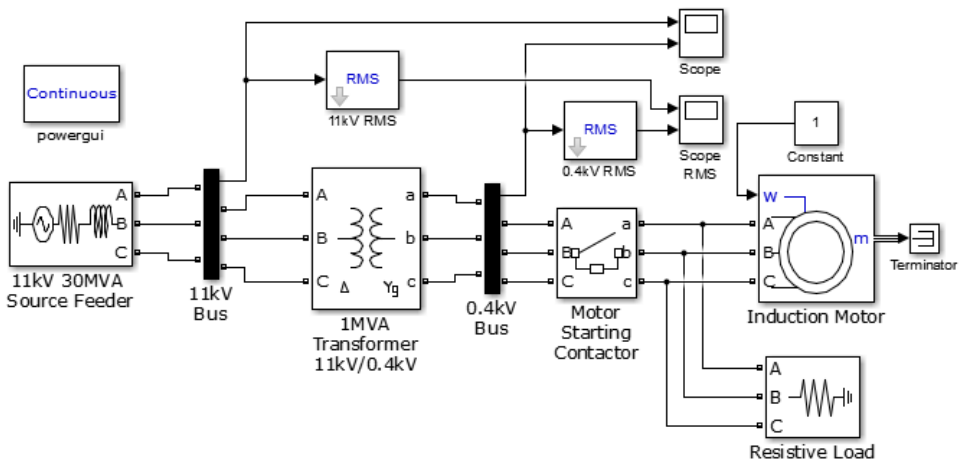 Scope
RMS
11kV RMS
Continuous
powergui
RMS
0.4kV RMS
Scope
RMS
1
Constant
A
B
C
11kV 30MVA
Source Feeder
11kV
Bus
A
B
C
a
b
c
Δ
Yg
1MVA
Transformer
11kV/0.4kV
0.4kV
Bus
A
B
C
a
b
c
Motor
Starting
Contactor
w
A
B
C
m
Induction Motor
Terminator
A
B
C
Resistive Load